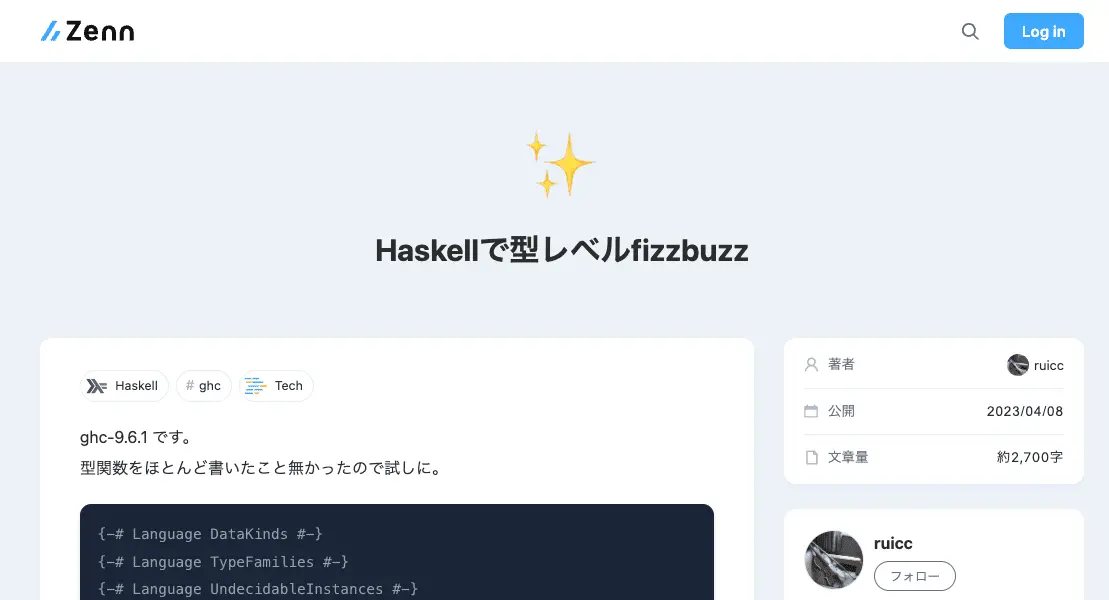 Zenn
Log in
Haskellで型レベルfizzbuzz
Haskell
# ghc
Tech
ghc-9.6.1 です。
型関数をほとんど書いたこと無かったので試しに。
{-# Language DataKinds #-}
{-# Language TypeFamilies #-}
{-# Language UndecidableInstances #-}
著者 ruicc
公開 2023/04/08
文章量 約2,700字
ruicc
フォロー